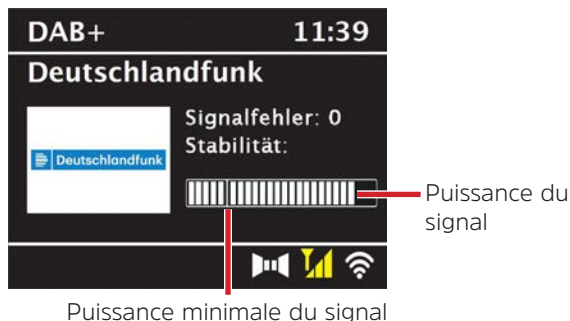 DAB+ 11:39
Deutschlandfunk
Signalfehler: 0
Stabilität:
Deutschlandfunk
Puissance du
signal
Puissance minimale du signal